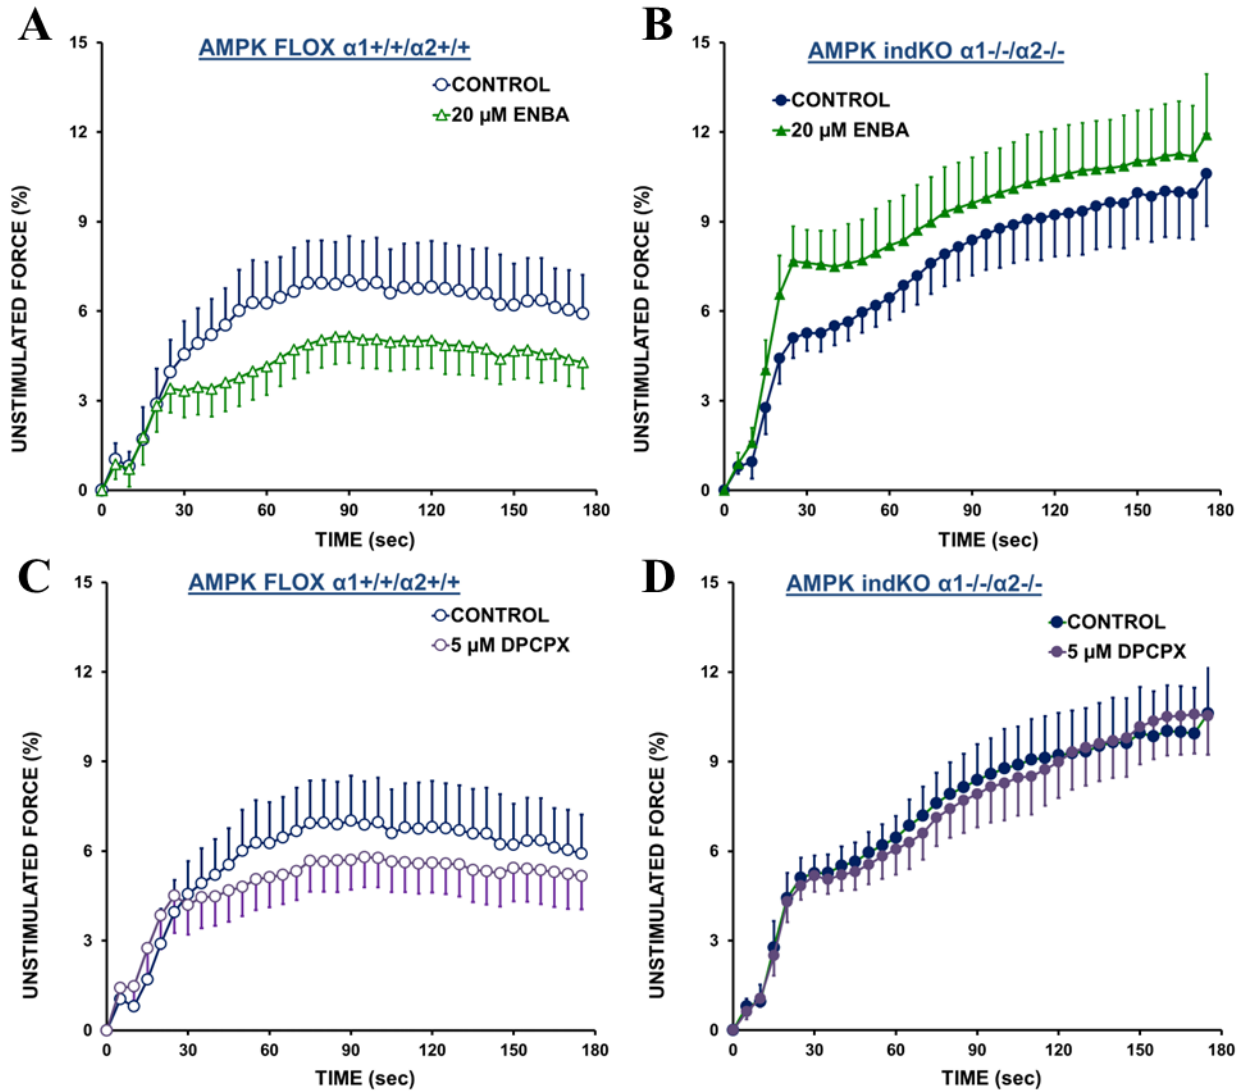 A
AMPK FLOX α1+/+/α2+/+
CONTROL
20 µM ENBA
UNSTIMULATED FORCE (%)
15
12
9
6
3
0
0 30 60 90 120 150 180
TIME (sec)
B
AMPK indKO α1-/-/α2-/-
CONTROL
20 µM ENBA
UNSTIMULATED FORCE (%)
15
12
9
6
3
0
0 30 60 90 120 150 180
TIME (sec)
C
AMPK FLOX α1+/+/α2+/+
CONTROL
5 µM DPCPX
UNSTIMULATED FORCE (%)
15
12
9
6
3
0
0 30 60 90 120 150 180
TIME (sec)
D
AMPK indKO α1-/-/α2-/-
CONTROL
5 µM DPCPX
UNSTIMULATED FORCE (%)
15
12
9
6
3
0
0 30 60 90 120 150 180
TIME (sec)